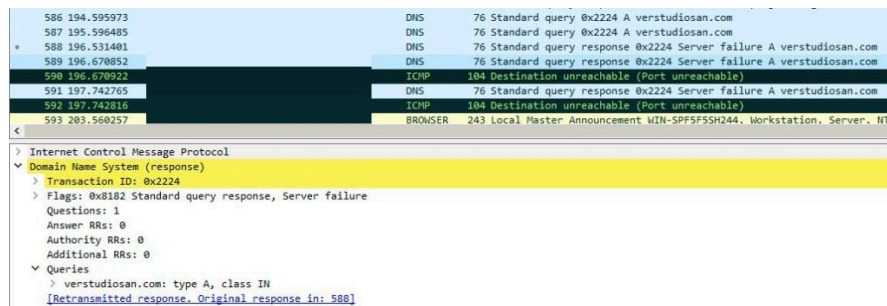 586 194.595973 DNS 76 Standard query 0x2224 A verstudiosan.com
587 195.596485 DNS 76 Standard query 0x2224 A verstudiosan.com
588 196.531401 DNS 76 Standard query response 0x2224 Server failure A verstudiosan.com
589 196.670852 DNS 76 Standard query response 0x2224 Server failure A verstudiosan.com
590 196.670922 ICMP 104 Destination unreachable (Port unreachable)
591 197.742765 DNS 76 Standard query response 0x2224 Server failure A verstudiosan.com
592 197.742816 ICMP 104 Destination unreachable (Port unreachable)
593 203.560257 BROWSER 243 Local Master Announcement WIN-SPF5F5SH244, Workstation, Server, NT
Internet Control Message Protocol
Domain Name System (response)
Transaction ID: 0x2224
Flags: 0x8182 Standard query response, Server failure
Questions: 1
Answer RRs: 0
Authority RRs: 0
Additional RRs: 0
Queries
verstudiosan.com: type A, class IN
[Retransmitted response. Original response in: 588]